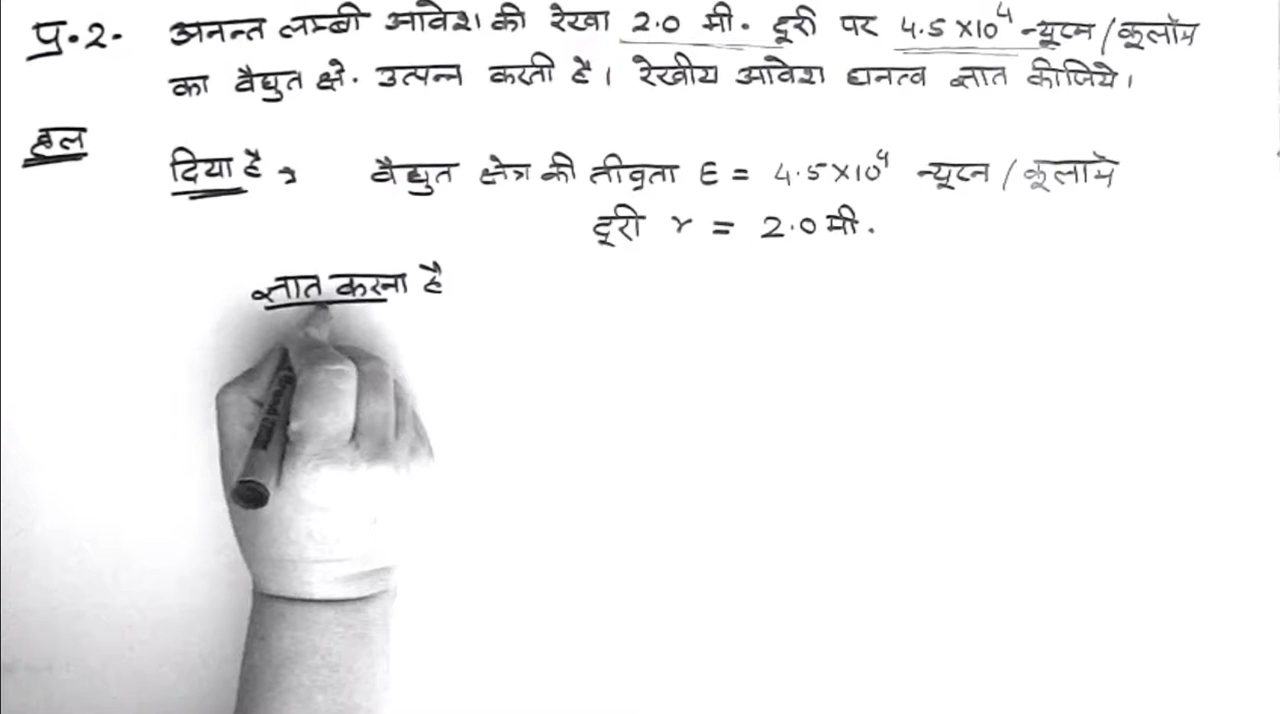 प्र.2. अनन्त लम्बी आवेश की रेखा 2.0 मी. दूरी पर 4.5×10⁴ न्यूटन/कूलॉम
का वैद्युत क्षे. उत्पन्न करती है। रेखीय आवेश घनत्व ज्ञात कीजिये।
हल
दिया है → वैद्युत क्षेत्र की तीव्रता E = 4.5×10⁴ न्यूटन/कूलॉम
दूरी r = 2.0 मी.
ज्ञात करना है